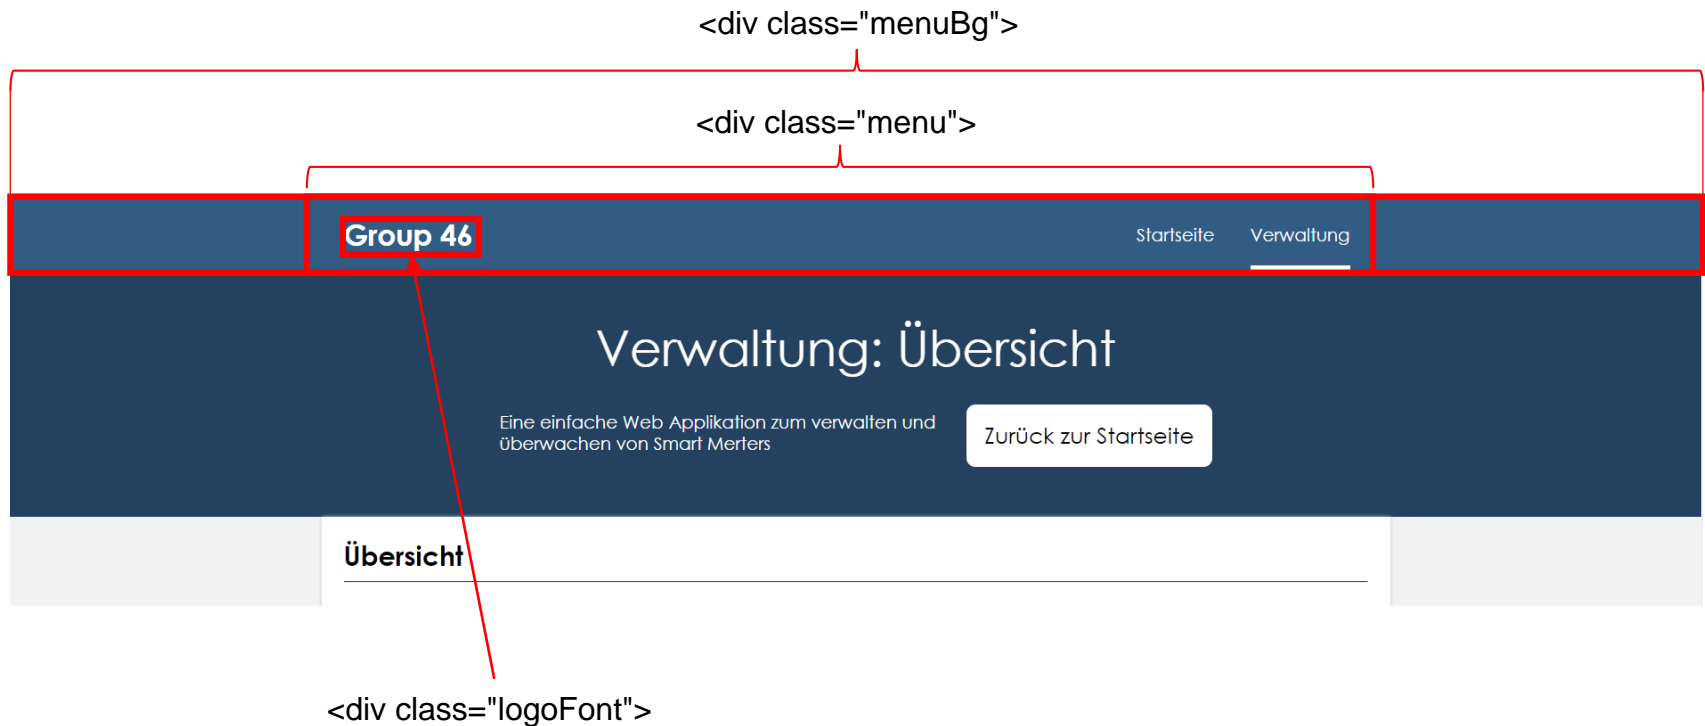 <div class="menuBg">
<div class="menu">
Group 46
Startseite Verwaltung
Verwaltung: Übersicht
Eine einfache Web Applikation zum verwalten und
überwachen von Smart Merters
Zurück zur Startseite
Übersicht
<div class="logoFont">